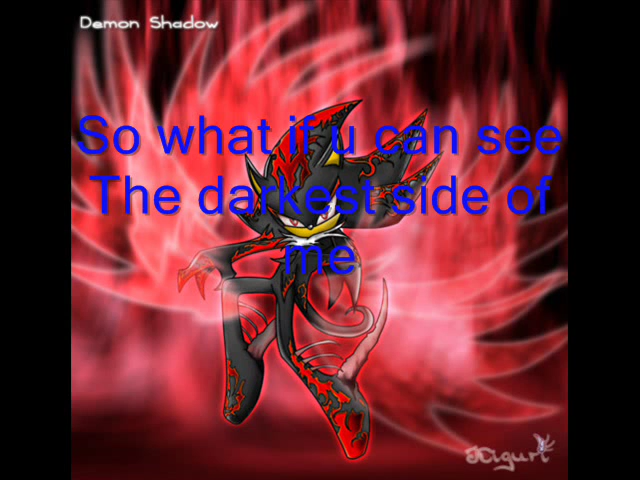 Demon Shadow
So what if u can see
The darkest side of
me